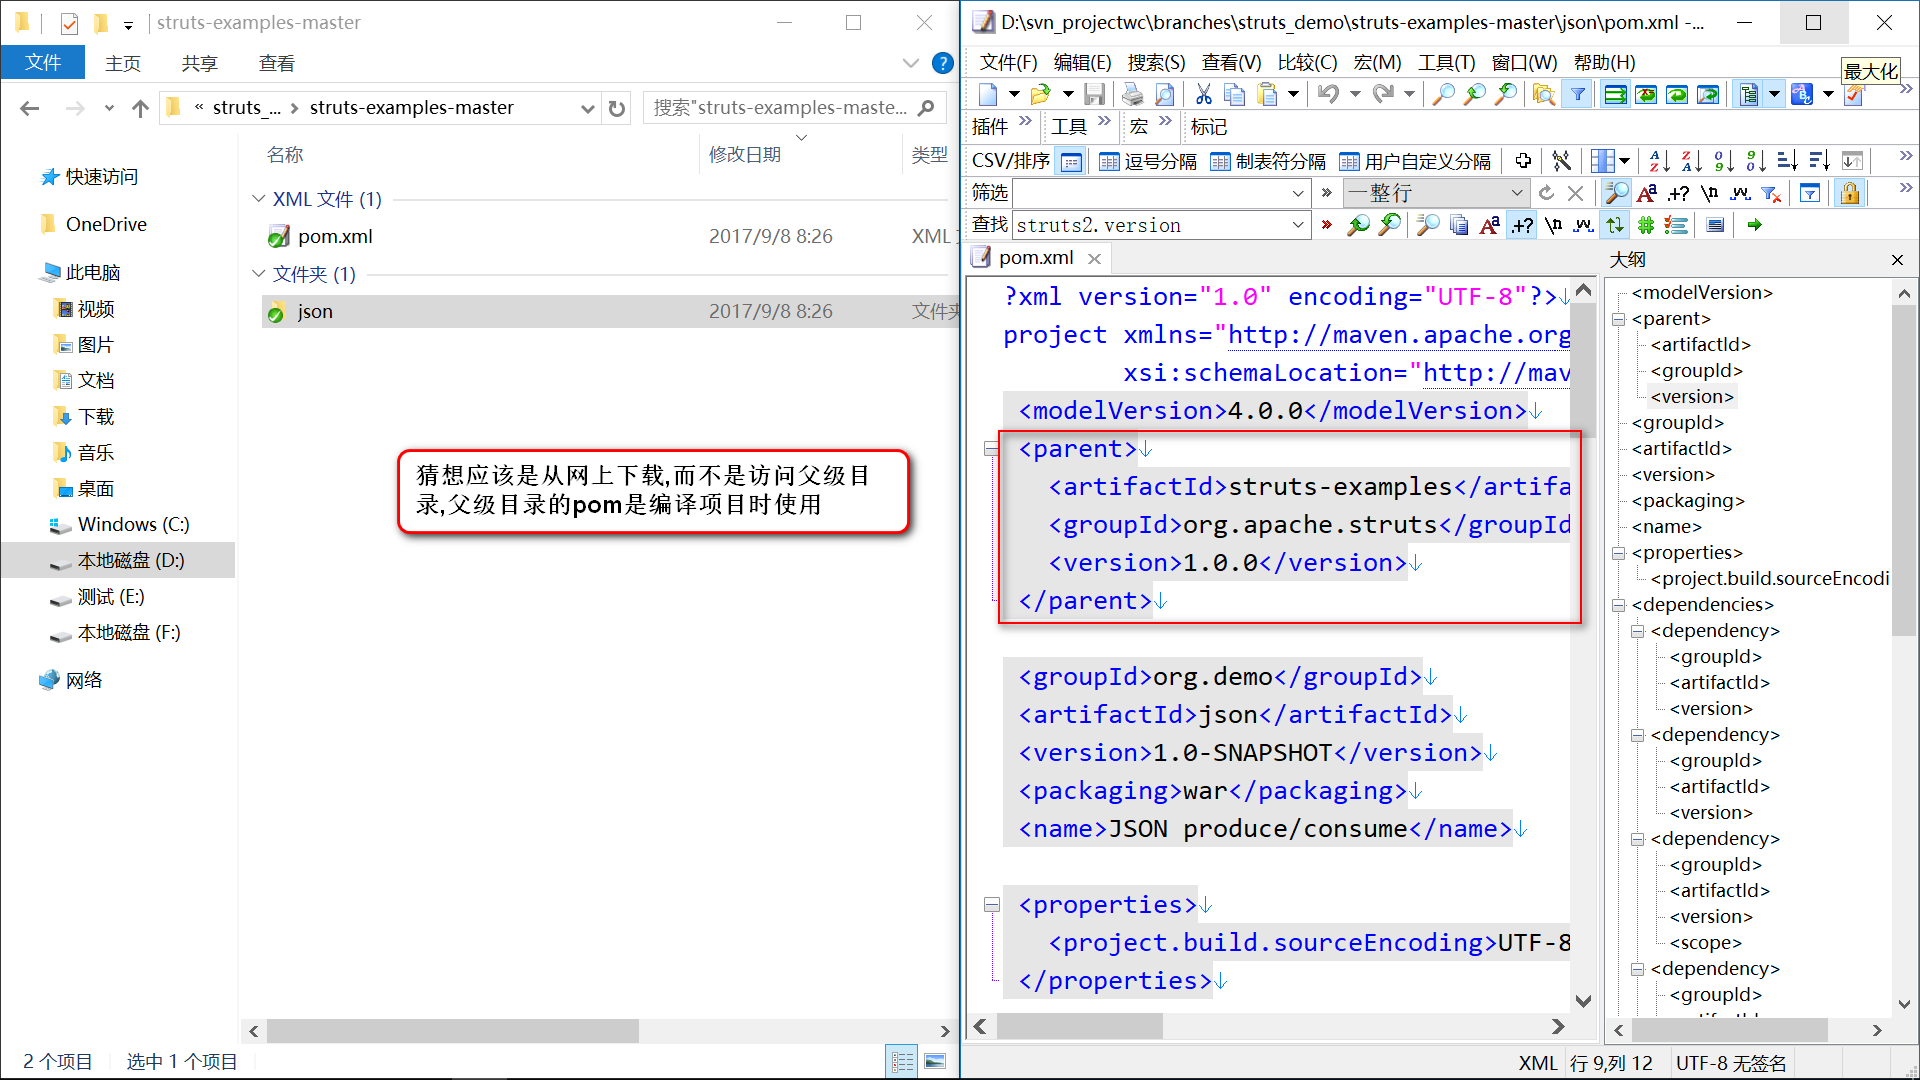 struts-examples-master
文件
主页
共享
查看
« struts_... › struts-examples-master
搜索"struts-examples-maste...
快速访问
OneDrive
此电脑
视频
图片
文档
下载
音乐
桌面
Windows (C:)
本地磁盘 (D:)
测试 (E:)
本地磁盘 (F:)
网络
名称
修改日期
类型
XML 文件 (1)
pom.xml
2017/9/8 8:26
XML
文件夹 (1)
json
2017/9/8 8:26
文件夹
猜想应该是从网上下载,而不是访问父级目
录,父级目录的pom是编译项目时使用
2 个项目
选中 1 个项目
D:\svn_projectwc\branches\struts_demo\struts-examples-master\json\pom.xml -...
文件(F) 编辑(E) 搜索(S) 查看(V) 比较(C) 宏(M) 工具(T) 窗口(W) 帮助(H)
最大化
插件
工具
宏
标记
CSV/排序
逗号分隔
制表符分隔
用户自定义分隔
筛选
一整行
查找
struts2.version
pom.xml
?xml version="1.0" encoding="UTF-8"?>↓
project xmlns="http://maven.apache.org
xsi:schemaLocation="http://mav
<modelVersion>4.0.0</modelVersion>↓
<parent>↓
<artifactId>struts-examples</artifa
<groupId>org.apache.struts</groupId
<version>1.0.0</version>↓
</parent>↓
<groupId>org.demo</groupId>↓
<artifactId>json</artifactId>↓
<version>1.0-SNAPSHOT</version>↓
<packaging>war</packaging>↓
<name>JSON produce/consume</name>↓
<properties>↓
<project.build.sourceEncoding>UTF-8
</properties>↓
大纲
<modelVersion>
<parent>
<artifactId>
<groupId>
<version>
<groupId>
<artifactId>
<version>
<packaging>
<name>
<properties>
<project.build.sourceEncodi
<dependencies>
<dependency>
<groupId>
<artifactId>
<version>
<dependency>
<groupId>
<artifactId>
<version>
<dependency>
<groupId>
<artifactId>
<version>
<scope>
<dependency>
<groupId>
XML
行 9,列 12
UTF-8 无签名